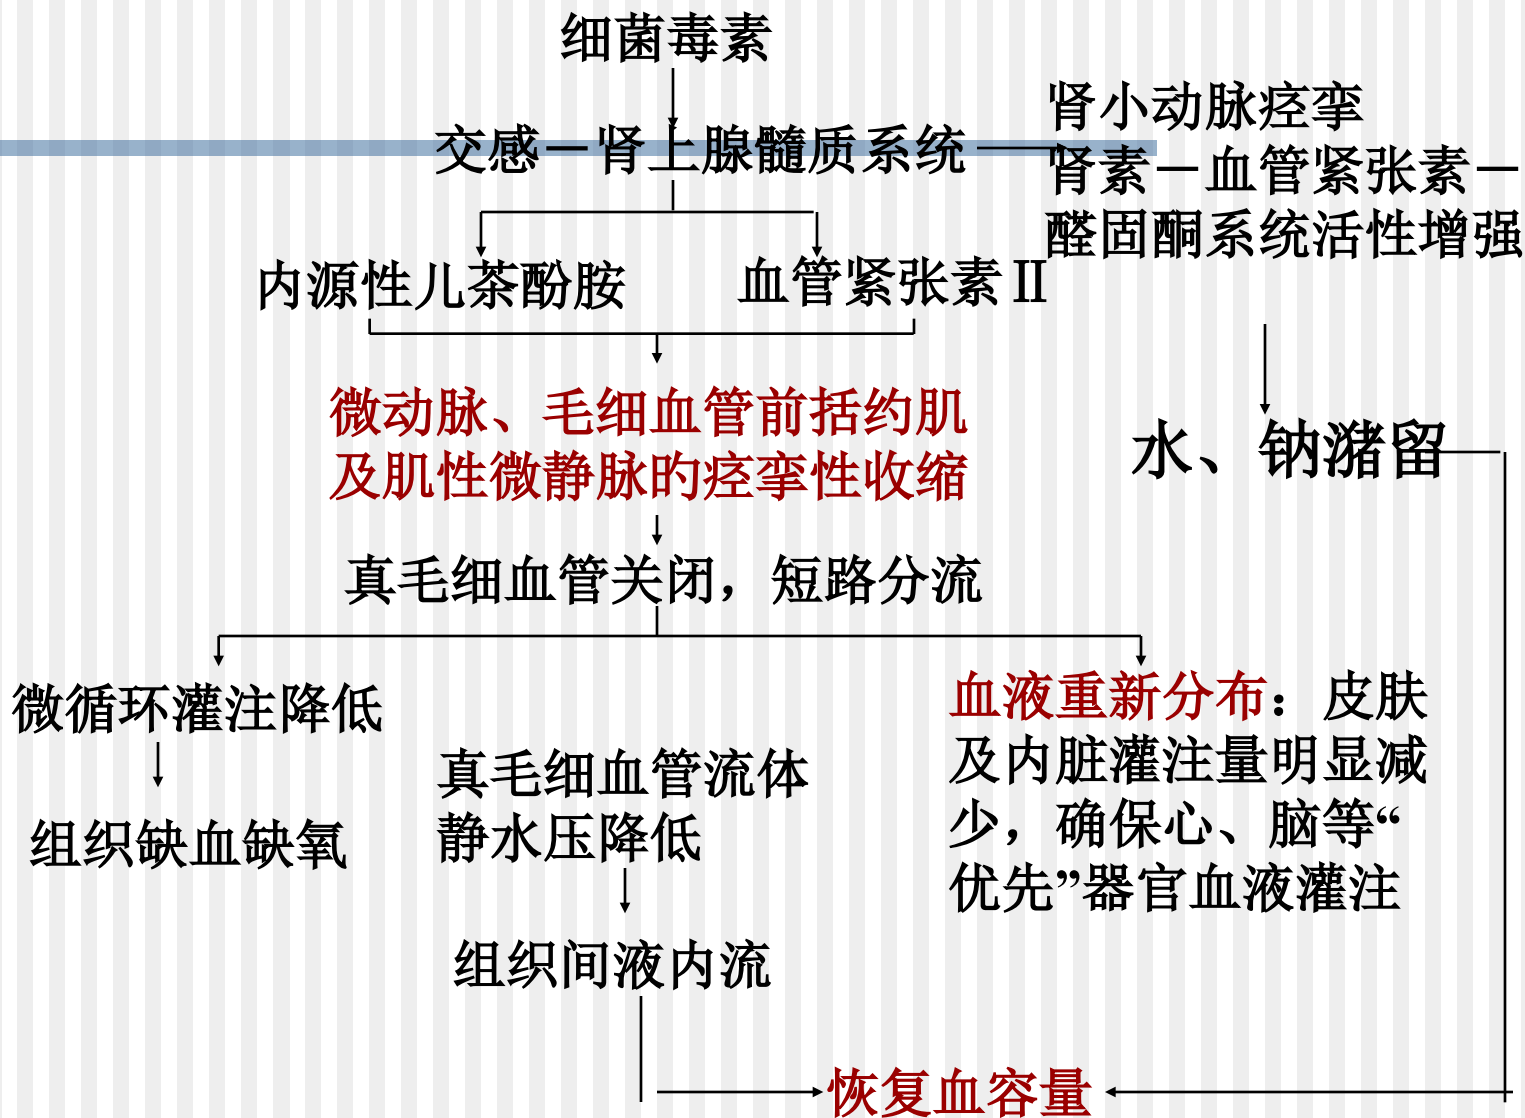 细菌毒素
交感－肾上腺髓质系统
肾小动脉痉挛
肾素－血管紧张素－
醛固酮系统活性增强
内源性儿茶酚胺
血管紧张素Ⅱ
微动脉、毛细血管前括约肌
及肌性微静脉旳痉挛性收缩
水、钠潴留
真毛细血管关闭，短路分流
微循环灌注降低
组织缺血缺氧
真毛细血管流体
静水压降低
组织间液内流
血液重新分布：皮肤
及内脏灌注量明显减
少，确保心、脑等“
优先”器官血液灌注
恢复血容量